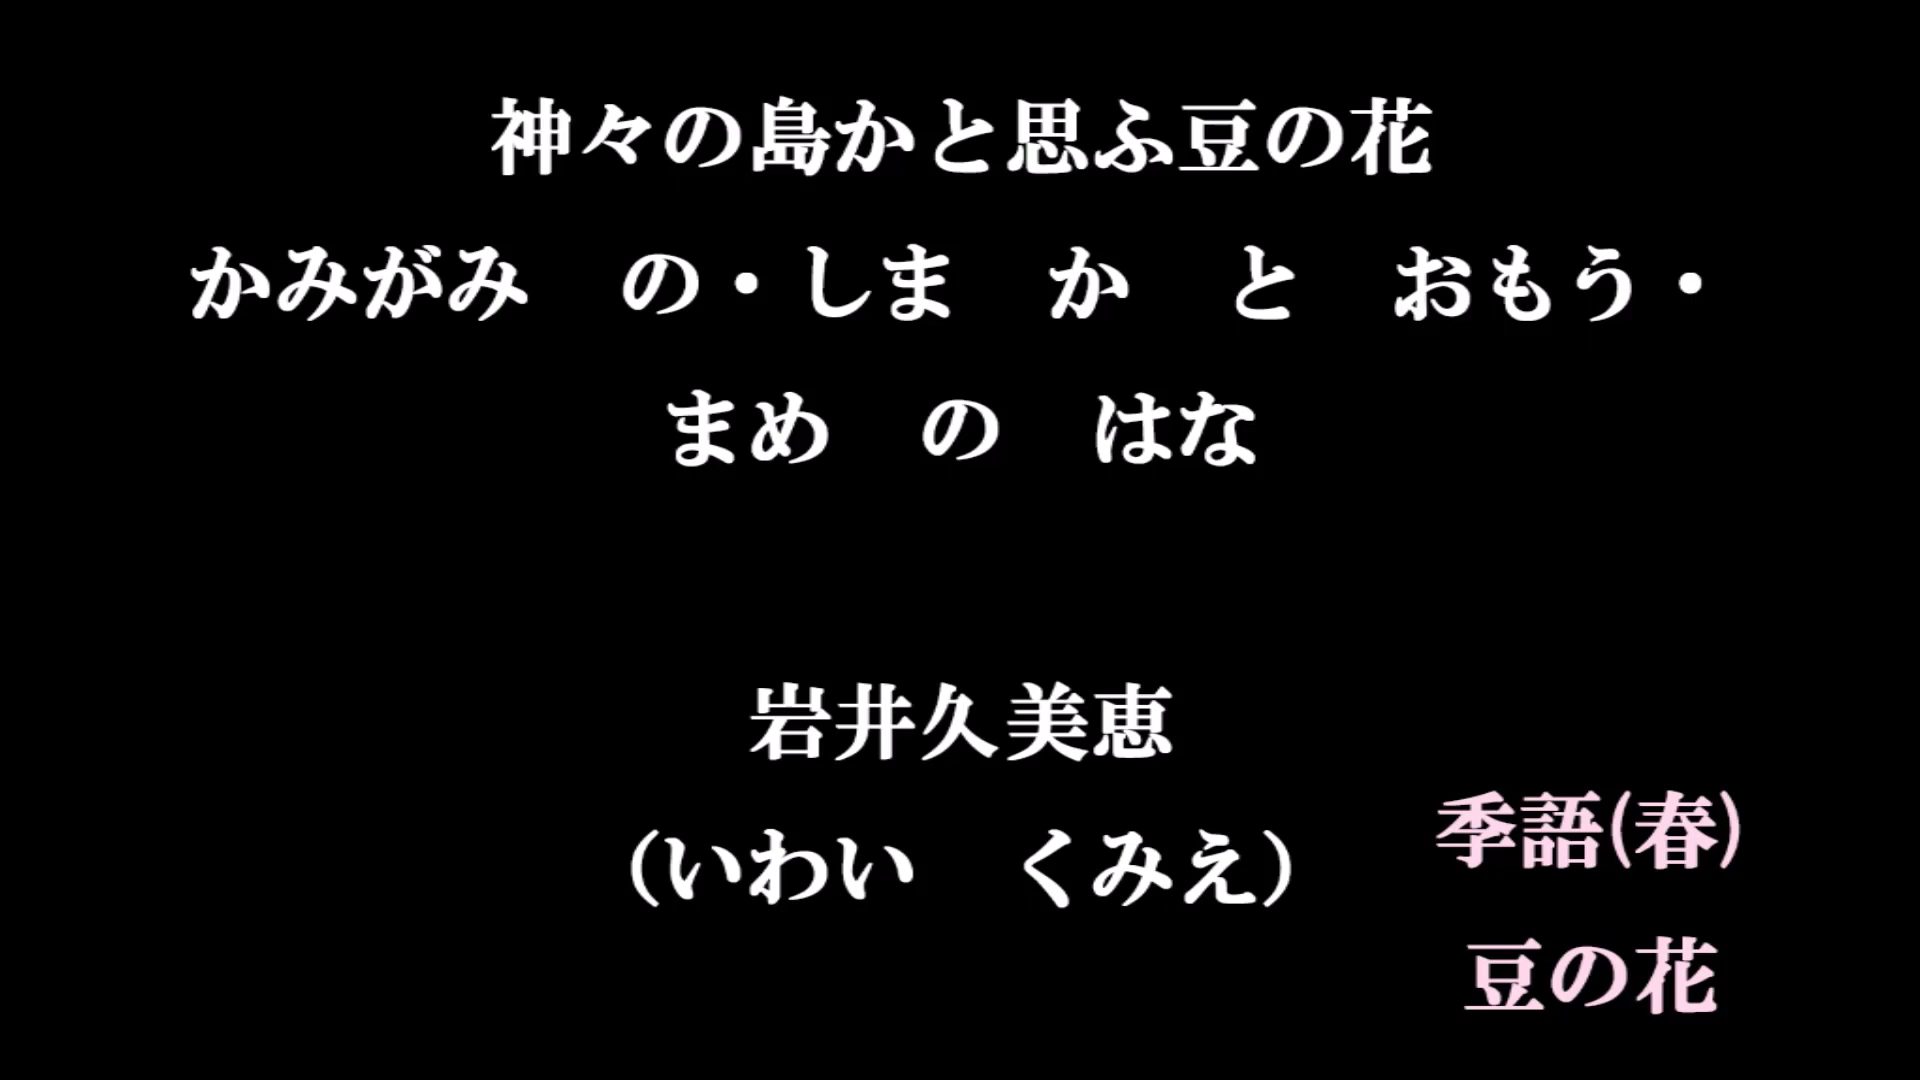 神々の島かと思ふ豆の花
かみがみ　の・しま　か　と　おもう・
まめ　の　はな
岩井久美恵
（いわい　くみえ）
季語(春)
豆の花